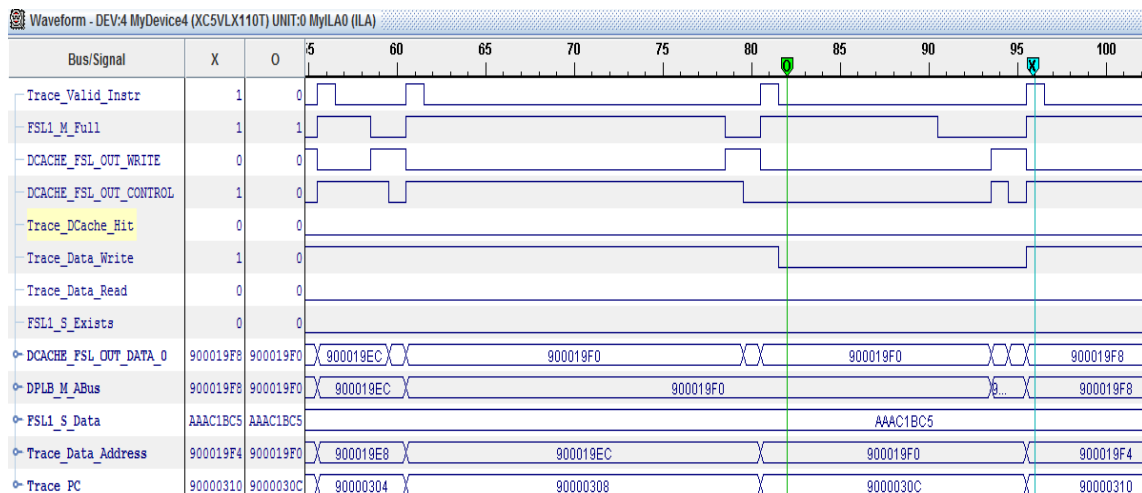 Waveform - DEV:4 MyDevice4 (XC5VLX110T) UNIT:0 MyILA0 (ILA)
Bus/Signal X O 55 60 65 70 75 80 85 90 95 100
O X
Trace_Valid_Instr 1 0
FSL1_M_Full 1 1
DCACHE_FSL_OUT_WRITE 0 0
DCACHE_FSL_OUT_CONTROL 1 0
Trace_DCache_Hit 0 0
Trace_Data_Write 1 0
Trace_Data_Read 0 0
FSL1_S_Exists 0 0
DCACHE_FSL_OUT_DATA_0 900019F8 900019F0 900019EC 900019F0 900019F0 900019F8
DPLB_M_ABus 900019F8 900019F0 900019EC 900019F0 9... 900019F8
FSL1_S_Data AAAC1BC5 AAAC1BC5 AAAC1BC5
Trace_Data_Address 900019F4 900019F0 900019E8 900019EC 900019F0 900019F4
Trace_PC 90000310 9000030C 90000304 90000308 9000030C 90000310